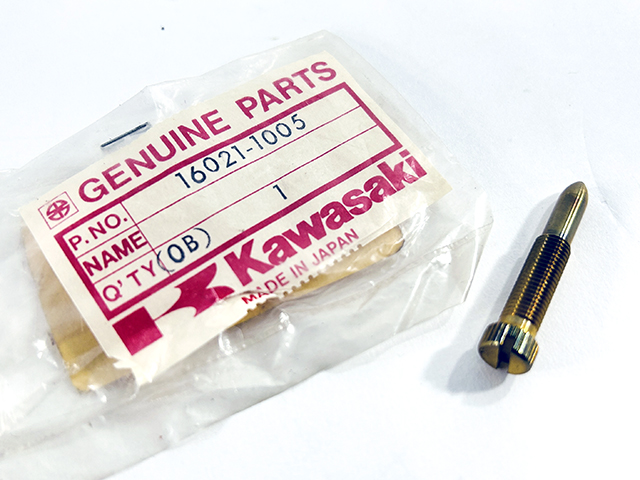 GENUINE PARTS
P.NO. 16021-1005
NAME
Q'TY (OB) 1
Kawasaki
MADE IN JAPAN